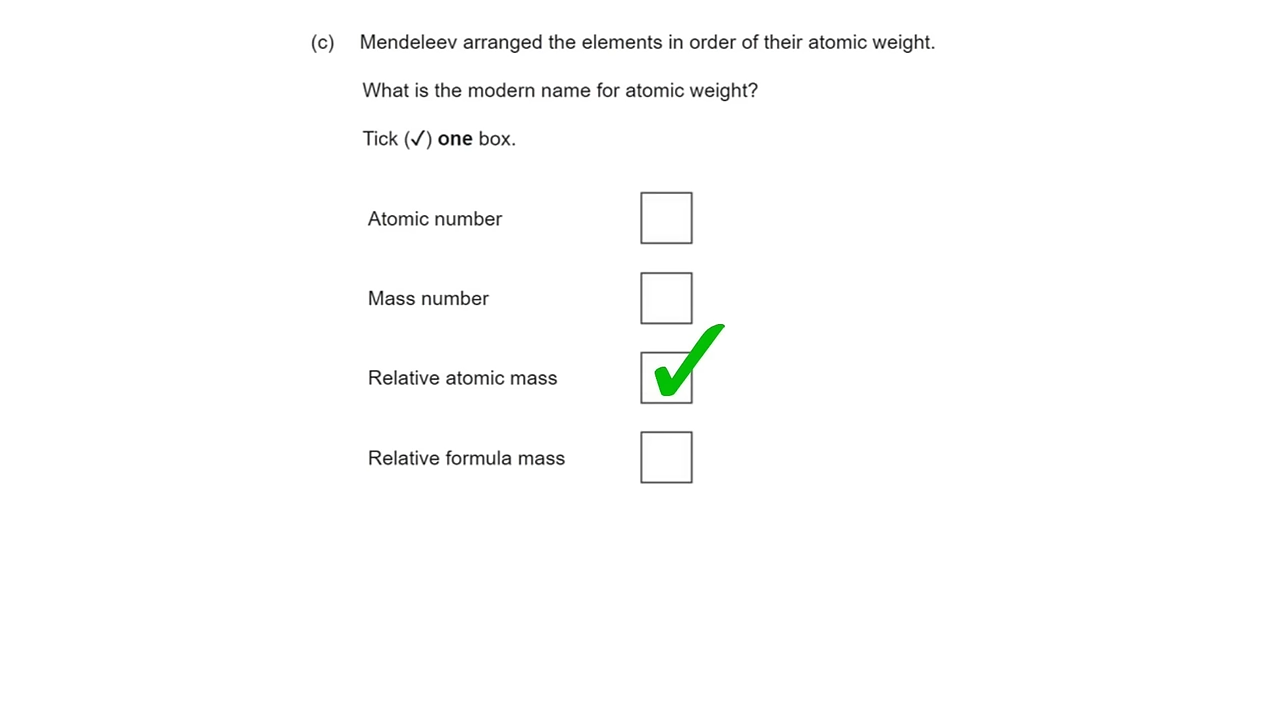 (c) Mendeleev arranged the elements in order of their atomic weight.
What is the modern name for atomic weight?
Tick (✓) one box.
Atomic number
Mass number
Relative atomic mass
Relative formula mass